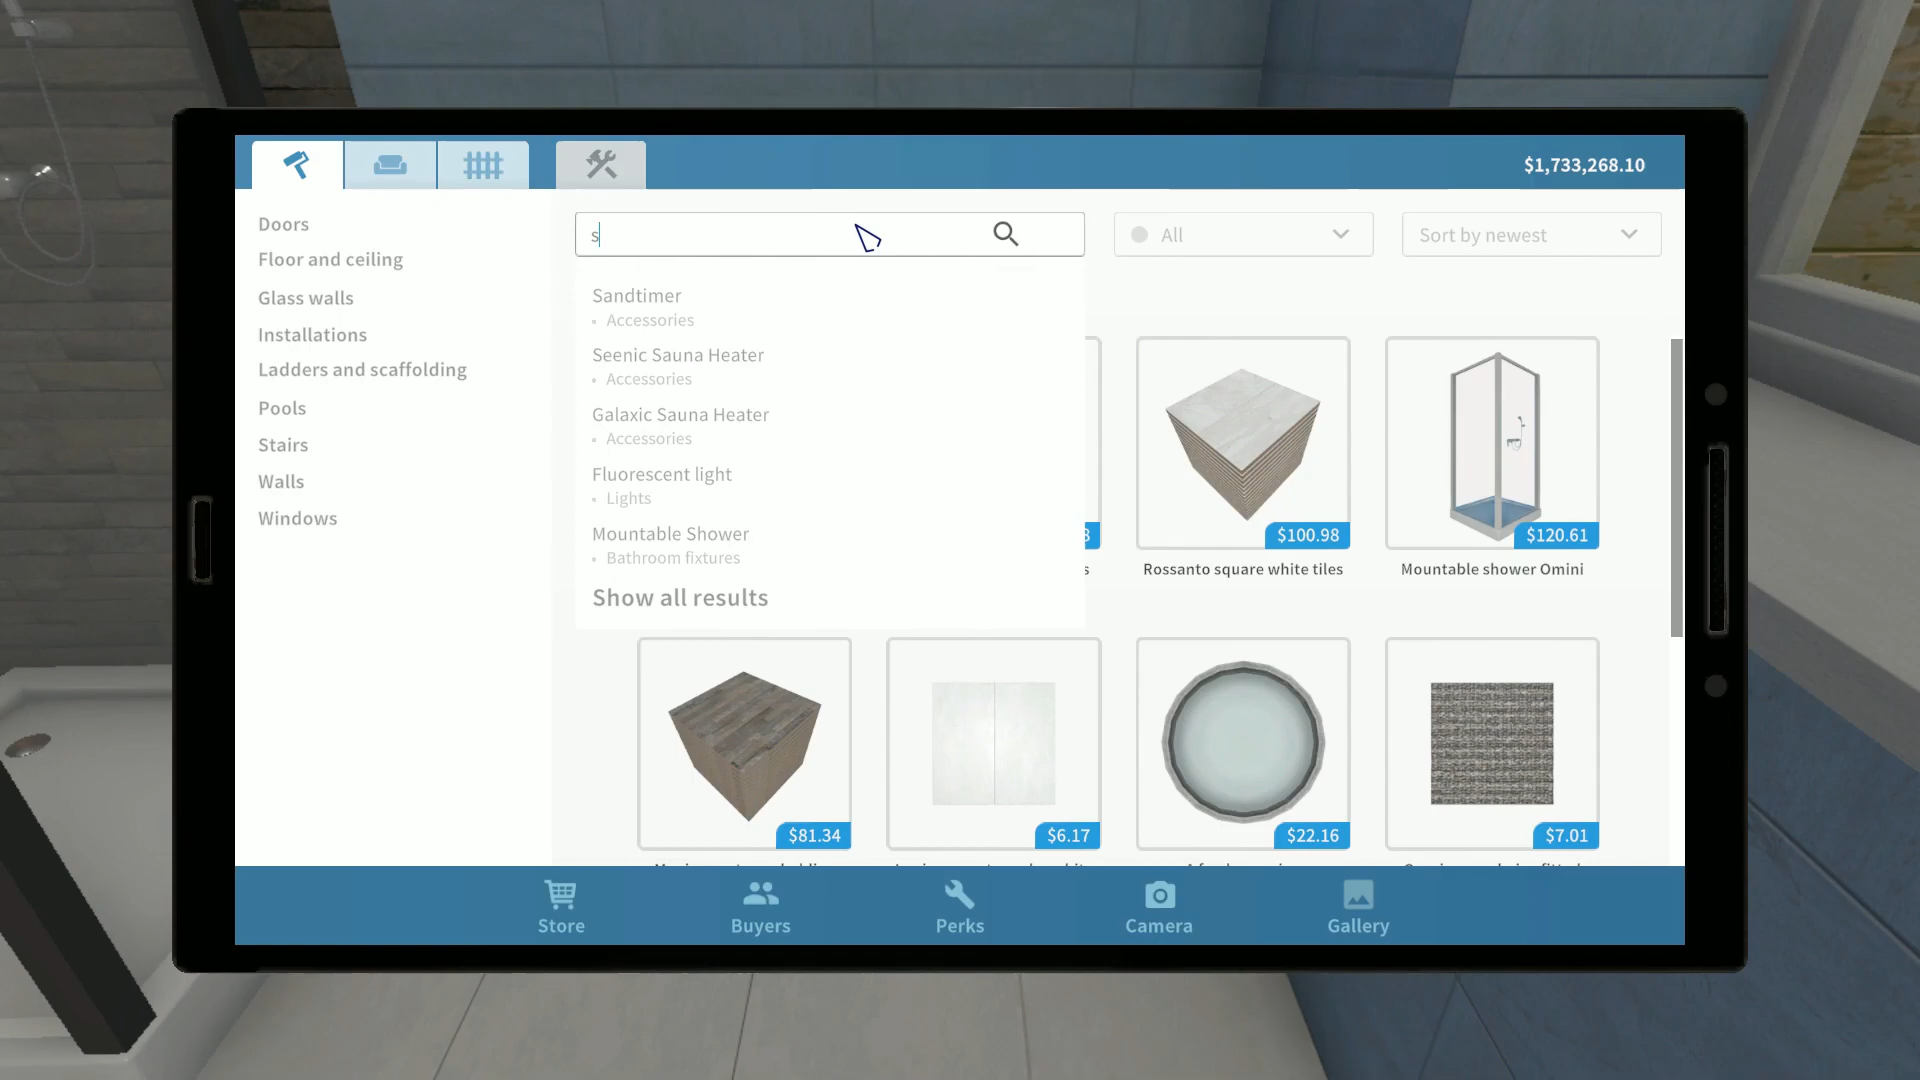 $1,733,268.10
Doors
Floor and ceiling
Glass walls
Installations
Ladders and scaffolding
Pools
Stairs
Walls
Windows
s
All
Sort by newest
Sandtimer
Accessories
Seenic Sauna Heater
Accessories
Galaxic Sauna Heater
Accessories
Fluorescent light
Lights
Mountable Shower
Bathroom fixtures
Show all results
$100.98
$120.61
Rossanto square white tiles
Mountable shower Omini
$81.34
$6.17
$22.16
$7.01
Store
Buyers
Perks
Camera
Gallery